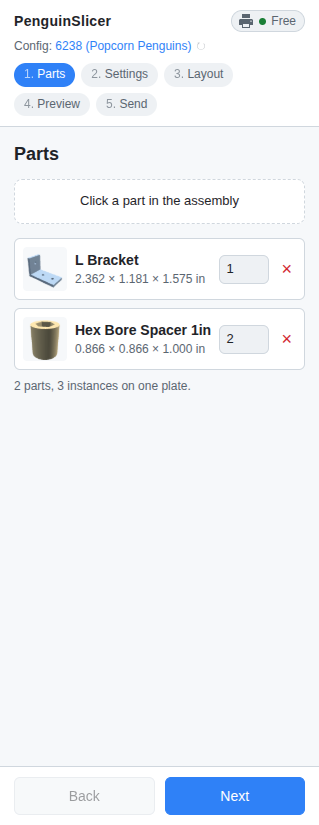 PenguinSlicer
Free
Config: 6238 (Popcorn Penguins)
1. Parts
2. Settings
3. Layout
4. Preview
5. Send
Parts
Click a part in the assembly
L Bracket
2.362 × 1.181 × 1.575 in
1
×
Hex Bore Spacer 1in
0.866 × 0.866 × 1.000 in
2
×
2 parts, 3 instances on one plate.
Back
Next